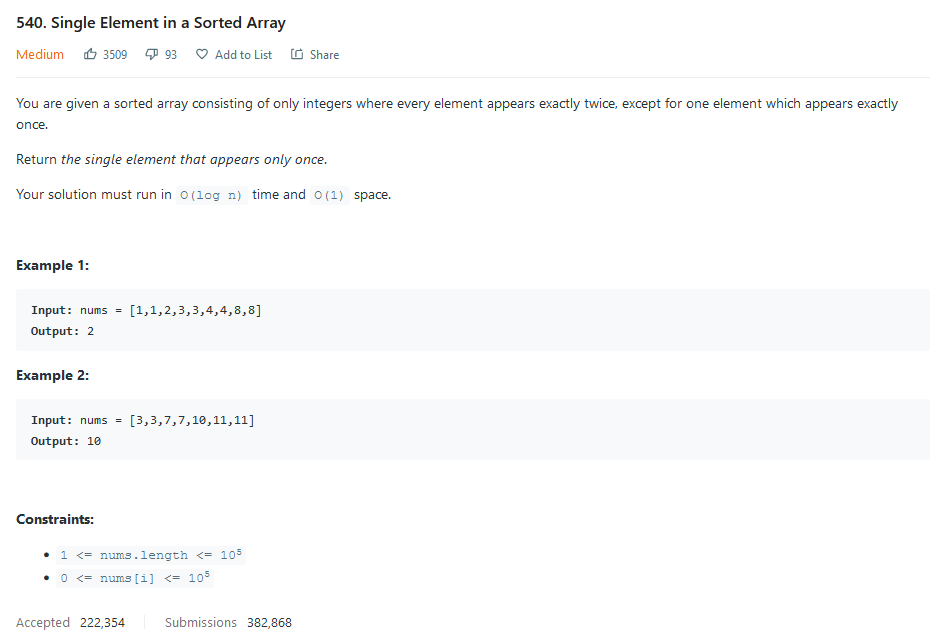 540. Single Element in a Sorted Array
Medium 3509 93 Add to List Share
You are given a sorted array consisting of only integers where every element appears exactly twice, except for one element which appears exactly
once.
Return the single element that appears only once.
Your solution must run in O(log n) time and O(1) space.
Example 1:
Input: nums = [1,1,2,3,3,4,4,8,8]
Output: 2
Example 2:
Input: nums = [3,3,7,7,10,11,11]
Output: 10
Constraints:
• 1 <= nums.length <= 10⁵
• 0 <= nums[i] <= 10⁵
Accepted 222,354 Submissions 382,868